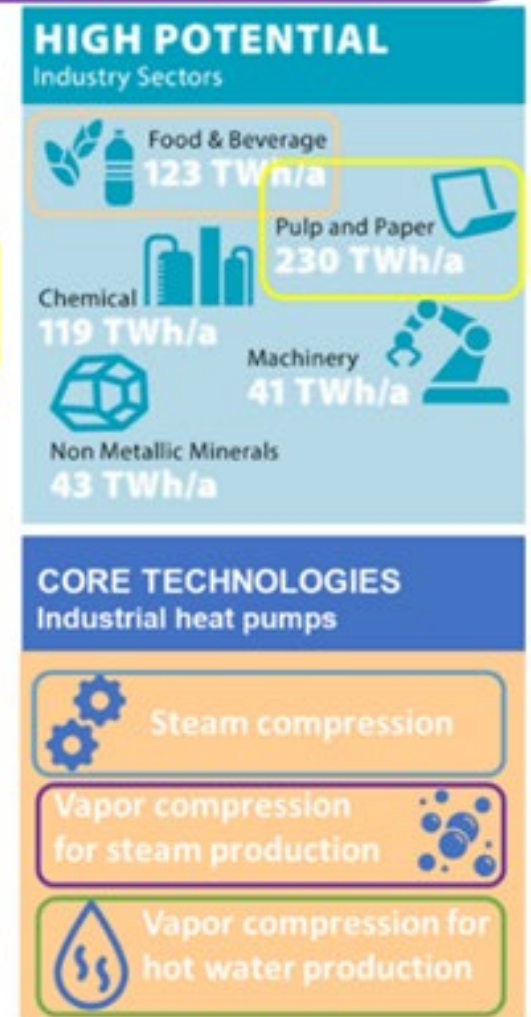 HIGH POTENTIAL
Industry Sectors
Food & Beverage
123 TWh/a
Pulp and Paper
230 TWh/a
Chemical
119 TWh/a
Machinery
41 TWh/a
Non Metallic Minerals
43 TWh/a
CORE TECHNOLOGIES
Industrial heat pumps
Steam compression
Vapor compression
for steam production
Vapor compression for
hot water production